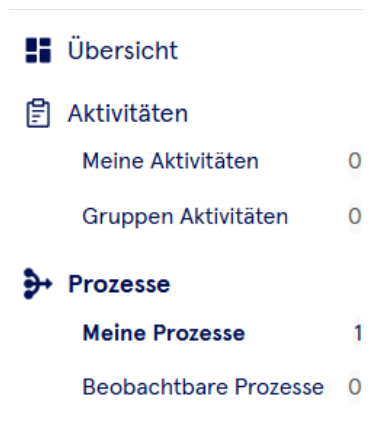 Übersicht
Aktivitäten
Meine Aktivitäten 0
Gruppen Aktivitäten 0
Prozesse
Meine Prozesse 1
Beobachtbare Prozesse 0